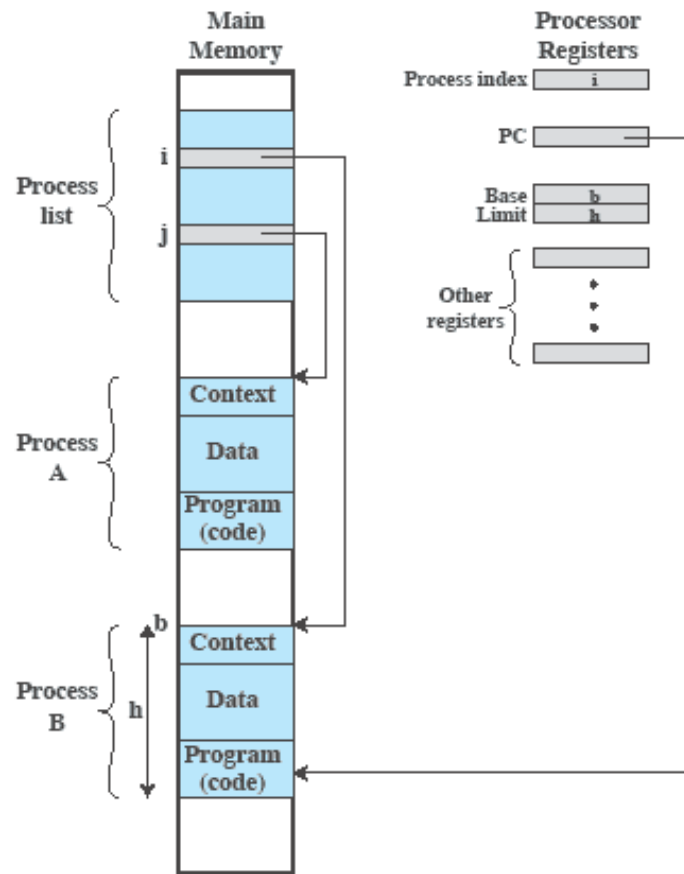 Main
Memory
Processor
Registers
Process index
i
PC
Base
b
Limit
h
Other
registers
Process
list
i
j
Process
A
Context
Data
Program
(code)
Process
B
b
h
Context
Data
Program
(code)